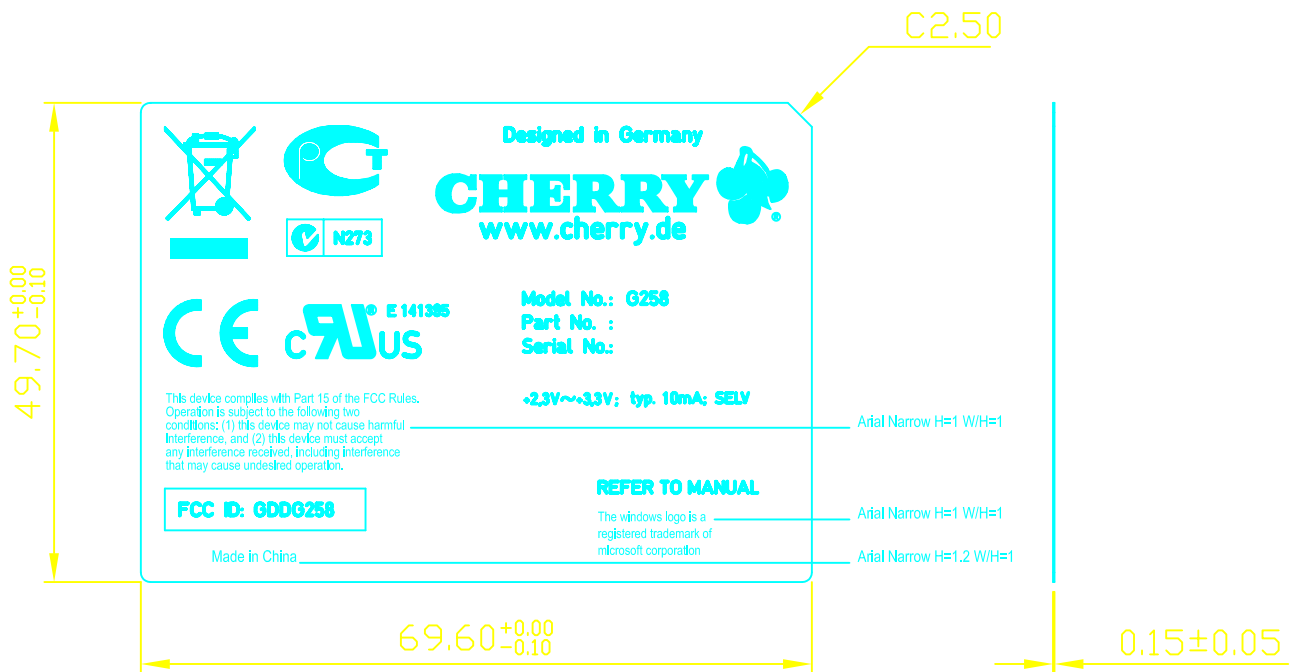 C2.50
Designed in Germany
CHERRY
®
www.cherry.de
T
N273
49.70 +0.00 -0.10
CE
C RU US ® E 141385
Model No.: G258
Part No. :
Serial No.:
This device complies with Part 15 of the FCC Rules.
Operation is subject to the following two
conditions: (1) this device may not cause harmful
interference, and (2) this device must accept
any interference received, including interference
that may cause undesired operation.
+2,3V~+3,3V; typ. 10mA; SELV
Arial Narrow H=1 W/H=1
FCC ID: GDDG258
REFER TO MANUAL
The windows logo is a
registered trademark of
microsoft corporation
Arial Narrow H=1 W/H=1
Made in China
Arial Narrow H=1.2 W/H=1
69.60 +0.00 -0.10
0.15±0.05